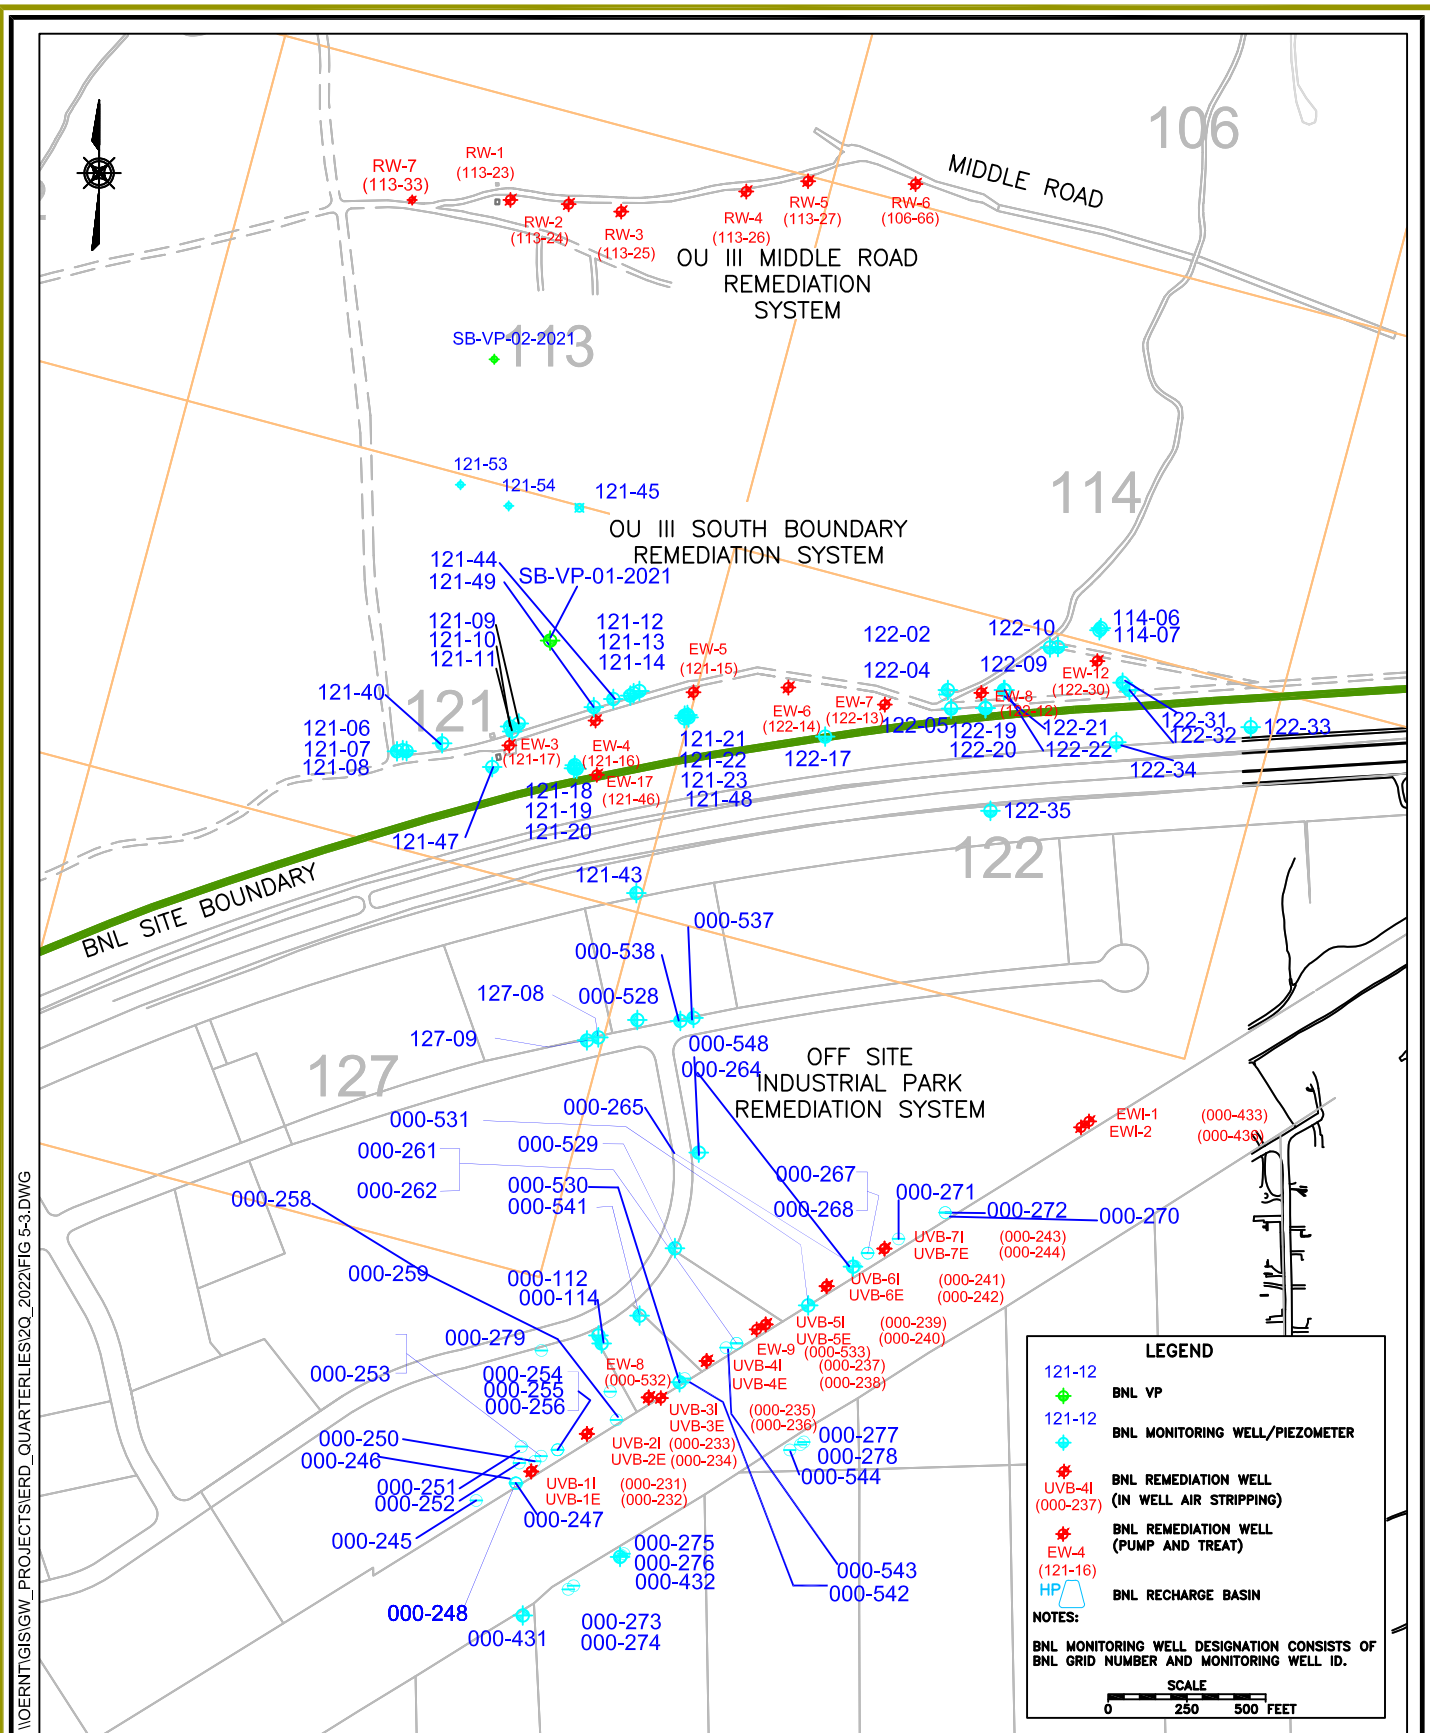 106
MIDDLE ROAD
RW-7
(113-33)
RW-1
(113-23)
RW-2
(113-24)
RW-3
(113-25)
RW-4
(113-26)
RW-5
(113-27)
RW-6
(106-66)
OU III MIDDLE ROAD
REMEDIATION
SYSTEM
SB-VP-02-2021
113
121-53
121-54
121-45
114
OU III SOUTH BOUNDARY
REMEDIATION SYSTEM
121-44
121-49
SB-VP-01-2021
121-09
121-10
121-11
121-12
121-13
121-14
EW-5
(121-15)
122-02
122-04
122-10
122-09
114-06
114-07
EW-12
(122-30)
121-40
121
121-06
121-07
121-08
EW-3
(121-17)
EW-4
(121-16)
EW-17
(121-46)
121-18
121-19
121-20
121-21
121-22
121-23
121-48
EW-6
(122-14)
EW-7
(122-13)
122-17
122-05
EW-8
(122-12)
122-19
122-20
122-21
122-22
122-31
122-32
122-33
122-34
122-35
121-47
BNL SITE BOUNDARY
122
121-43
000-537
000-538
127-08
000-528
127-09
127
000-548
000-264
OFF SITE
INDUSTRIAL PARK
REMEDIATION SYSTEM
000-265
000-531
000-529
000-261
000-262
000-530
000-541
000-258
000-267
000-268
000-271
000-272
000-270
EWI-1 (000-433)
EWI-2 (000-436)
UVB-7I (000-243)
UVB-7E (000-244)
UVB-6I (000-241)
UVB-6E (000-242)
UVB-5I (000-239)
UVB-5E (000-240)
EW-9 (000-533)
UVB-4I (000-237)
UVB-4E (000-238)
000-259
000-112
000-114
000-279
000-253
000-254
000-255
000-256
EW-8
(000-532)
UVB-3I (000-235)
UVB-3E (000-236)
UVB-2I (000-233)
UVB-2E (000-234)
UVB-1I (000-231)
UVB-1E (000-232)
000-250
000-246
000-251
000-252
000-245
000-247
000-277
000-278
000-544
000-275
000-276
000-432
000-543
000-542
000-248
000-431
000-273
000-274
LEGEND
121-12
BNL VP
121-12
BNL MONITORING WELL/PIEZOMETER
UVB-4I
(000-237)
BNL REMEDIATION WELL
(IN WELL AIR STRIPPING)
EW-4
(121-16)
BNL REMEDIATION WELL
(PUMP AND TREAT)
HP
BNL RECHARGE BASIN
NOTES:
BNL MONITORING WELL DESIGNATION CONSISTS OF
BNL GRID NUMBER AND MONITORING WELL ID.
SCALE
0 250 500 FEET
\\OERNT\GIS\GW_PROJECTS\ERD_QUARTERLIES\2Q_2022\FIG 5-3.DWG